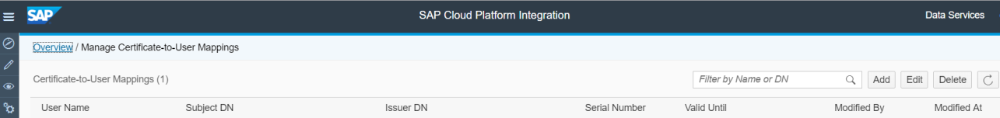 SAP SAP Cloud Platform Integration Data Services
Overview / Manage Certificate-to-User Mappings
Certificate-to-User Mappings (1) Filter by Name or DN Add Edit Delete
User Name Subject DN Issuer DN Serial Number Valid Until Modified By Modified At